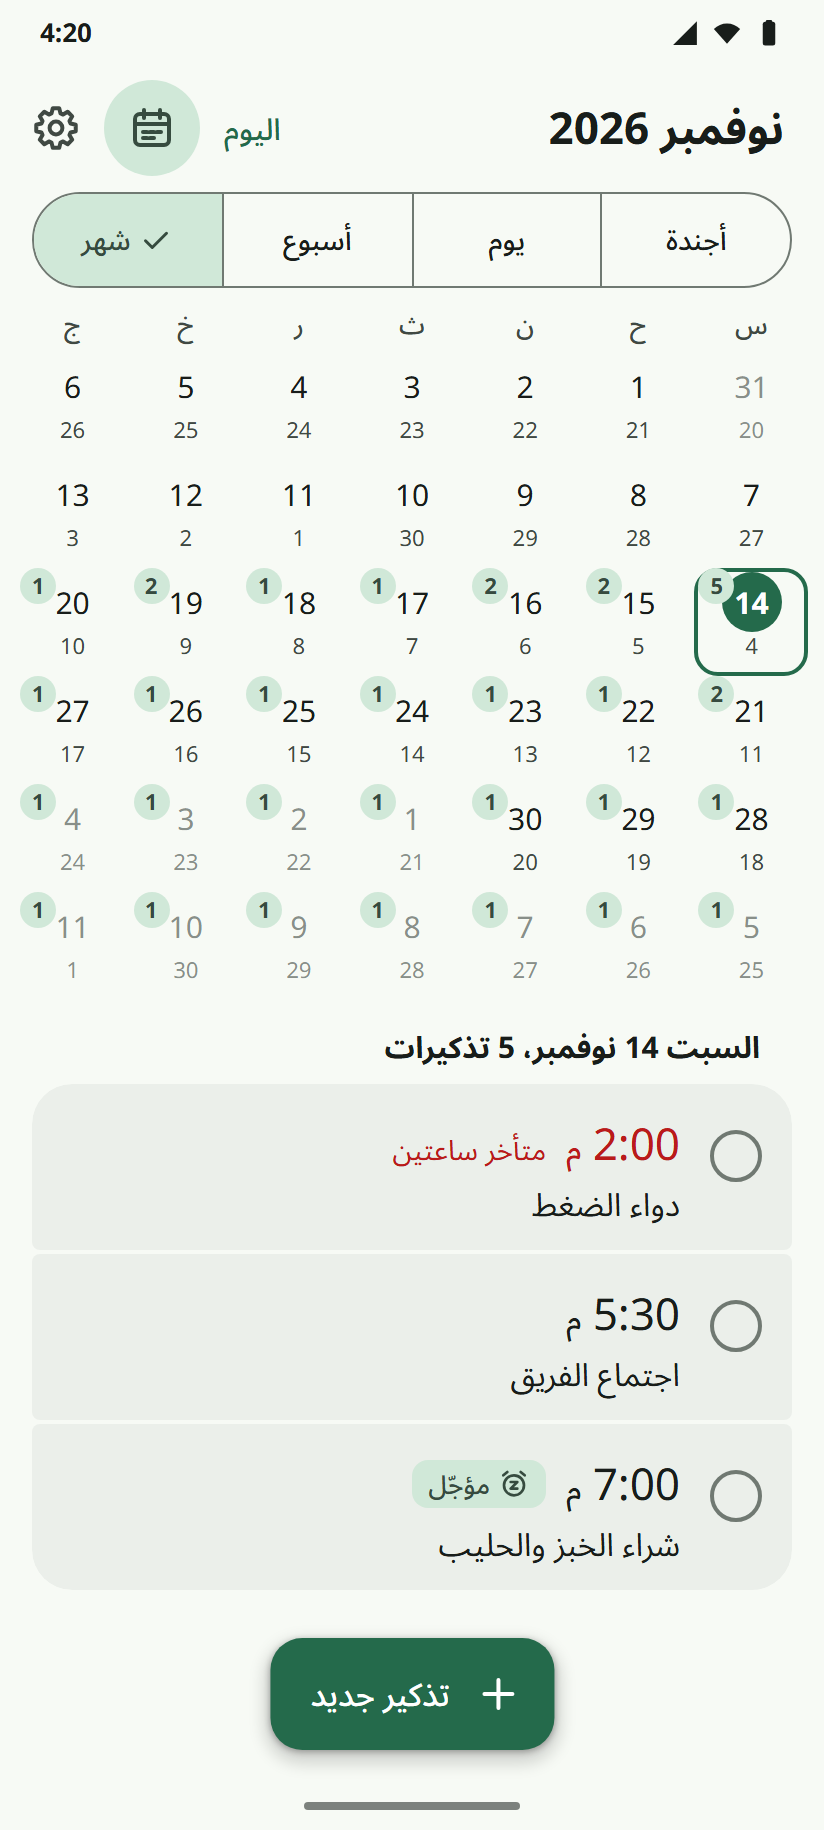 4:20
نوفمبر 2026 اليوم
أجندة يوم أسبوع شهر
س ح ن ث ر خ ج
31 1 2 3 4 5 6
20 21 22 23 24 25 26
7 8 9 10 11 12 13
27 28 29 30 1 2 3
5 2 2 1 1 2 1
14 15 16 17 18 19 20
4 5 6 7 8 9 10
2 1 1 1 1 1 1
21 22 23 24 25 26 27
11 12 13 14 15 16 17
1 1 1 1 1 1 1
28 29 30 1 2 3 4
18 19 20 21 22 23 24
1 1 1 1 1 1 1
5 6 7 8 9 10 11
25 26 27 28 29 30 1
السبت 14 نوفمبر، 5 تذكيرات
2:00 م متأخر ساعتين
دواء الضغط
5:30 م
اجتماع الفريق
7:00 م مؤجّل
شراء الخبز والحليب
تذكير جديد